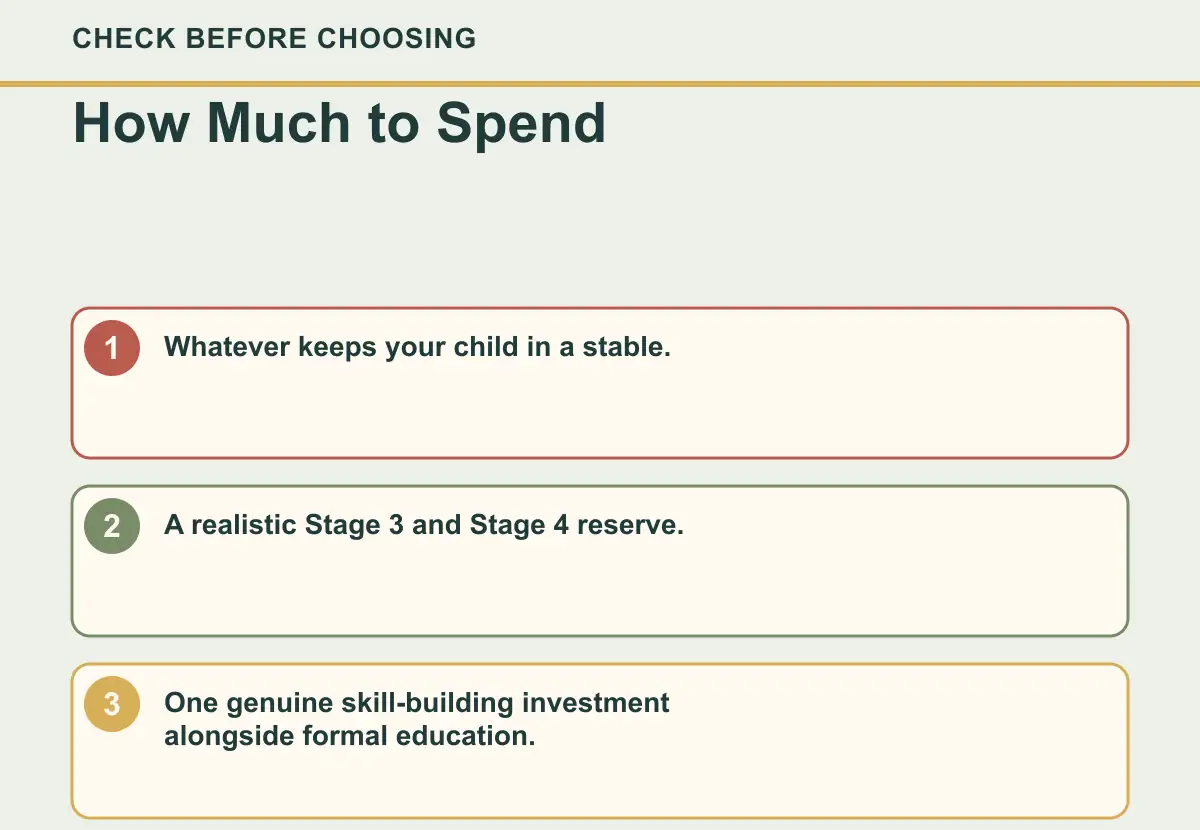 CHECK BEFORE CHOOSING
How Much to Spend
1
Whatever keeps your child in a stable.
2
A realistic Stage 3 and Stage 4 reserve.
3
One genuine skill-building investment
alongside formal education.